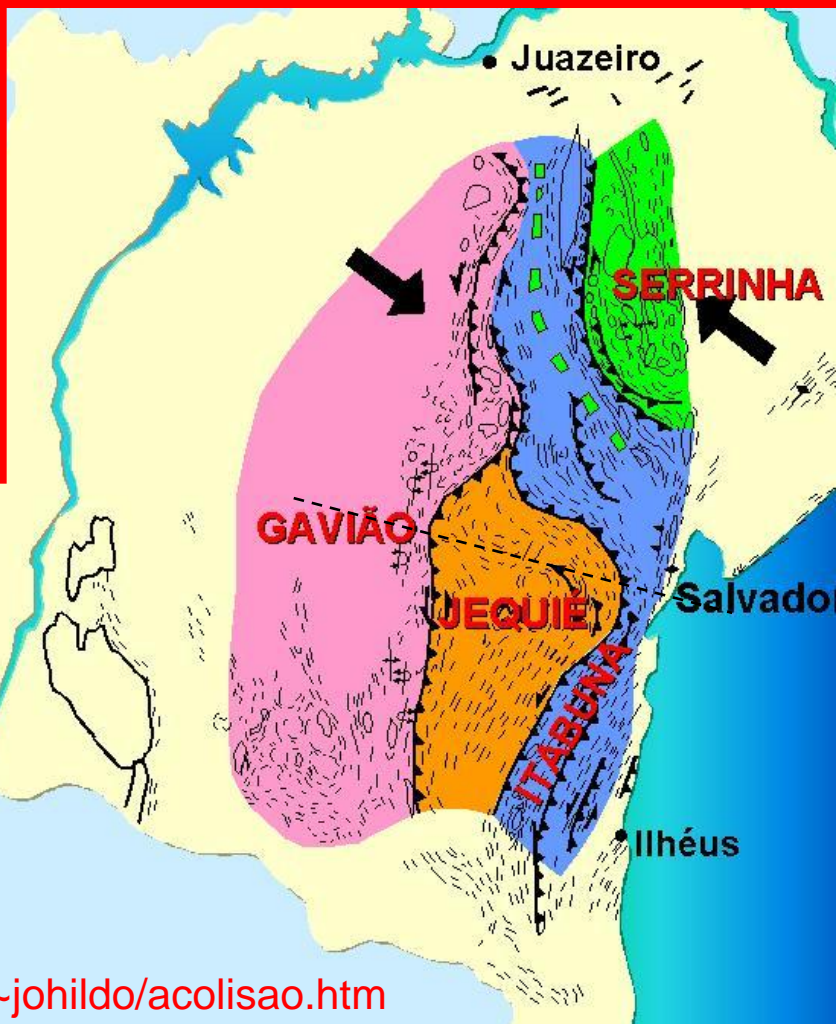 Juazeiro
SERRINHA
GAVIÃO
JEQUIÉ
Salvador
ITABUNA
Ilhéus
~johildo/acolisao.htm